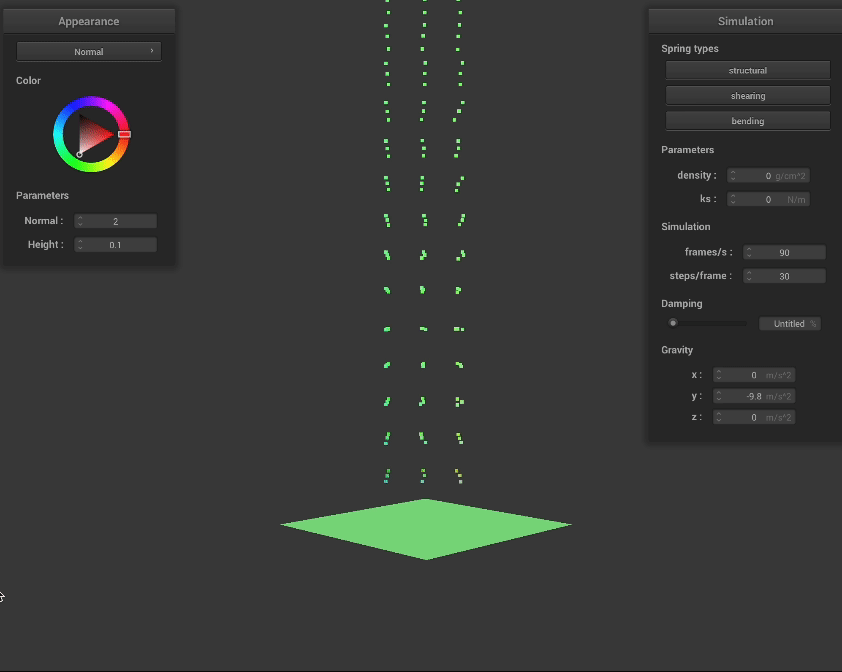 Appearance
Normal
Color
Parameters
Normal : 2
Height : 0.1
Simulation
Spring types
structural
shearing
bending
Parameters
density : 0 g/cm^2
ks : 0 N/m
Simulation
frames/s : 90
steps/frame : 30
Damping
Untitled %
Gravity
x : 0 m/s^2
y : -9.8 m/s^2
z : 0 m/s^2